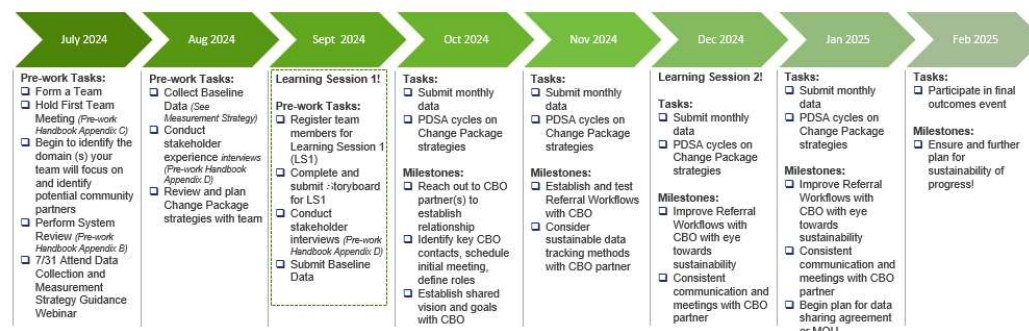 July 2024
Aug 2024
Sept 2024
Oct 2024
Nov 2024
Dec 2024
Jan 2025
Feb 2025
Pre-work Tasks:
Form a Team
Hold First Team
Meeting (Pre-work
Handbook Appendix C)
Begin to identify the
domain (s) your
team will focus on
and identify
potential community
partners
Perform System
Review (Pre-work
Handbook Appendix B)
7/31 Attend Data
Collection and
Measurement
Strategy Guidance
Webinar
Pre-work Tasks:
Collect Baseline
Data (See
Measurement Strategy)
Conduct
stakeholder
experience interviews
(Pre-work Handbook
Appendix D)
Review and plan
Change Package
strategies with team
Learning Session 1!
Pre-work Tasks:
Register team
members for
Learning Session 1
(LS1)
Complete and
submit Storyboard
for LS1
Conduct
stakeholder
interviews (Pre-work
Handbook Appendix D)
Submit Baseline
Data
Tasks:
Submit monthly
data
PDSA cycles on
Change Package
strategies
Milestones:
Reach out to CBO
partner(s) to
establish
relationship
Identify key CBO
contacts, schedule
initial meeting,
define roles
Establish shared
vision and goals
with CBO
Tasks:
Submit monthly
data
PDSA cycles on
Change Package
strategies
Milestones:
Establish and test
Referral Workflows
with CBO
Consider
sustainable data
tracking methods
with CBO partner
Learning Session 2!
Tasks:
Submit monthly
data
PDSA cycles on
Change Package
strategies
Milestones:
Improve Referral
Workflows with
CBO with eye
towards
sustainability
Consistent
communication and
meetings with CBO
partner
Tasks:
Submit monthly
data
PDSA cycles on
Change Package
strategies
Milestones:
Improve Referral
Workflows with
CBO with eye
towards
sustainability
Consistent
communication and
meetings with CBO
partner
Begin plan for data
sharing agreement
or MOU
Tasks:
Participate in final
outcomes event
Milestones:
Ensure and further
plan for
sustainability of
progress!